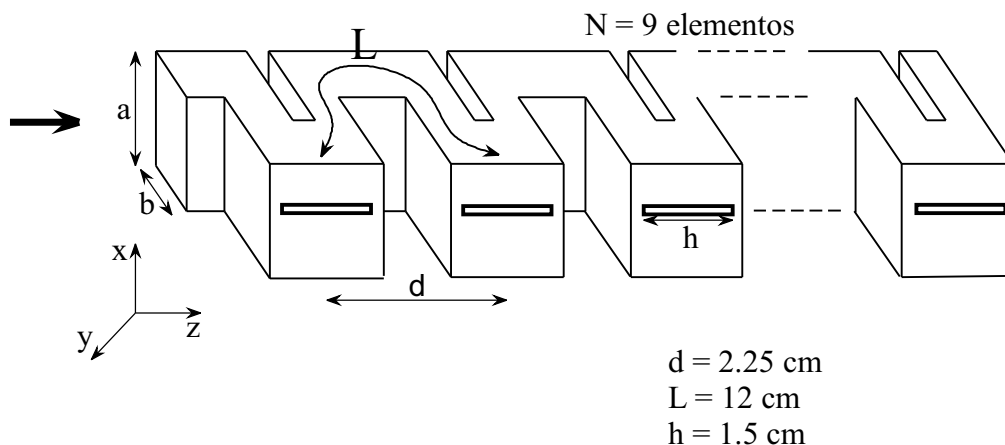 N = 9 elementos
L
a
b
h
x
d
y
z
d = 2.25 cm
L = 12 cm
h = 1.5 cm